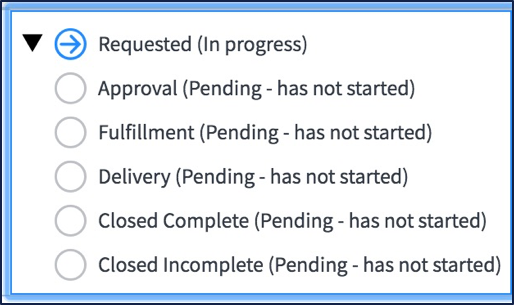 Requested (In progress)
Approval (Pending - has not started)
Fulfillment (Pending - has not started)
Delivery (Pending - has not started)
Closed Complete (Pending - has not started)
Closed Incomplete (Pending - has not started)